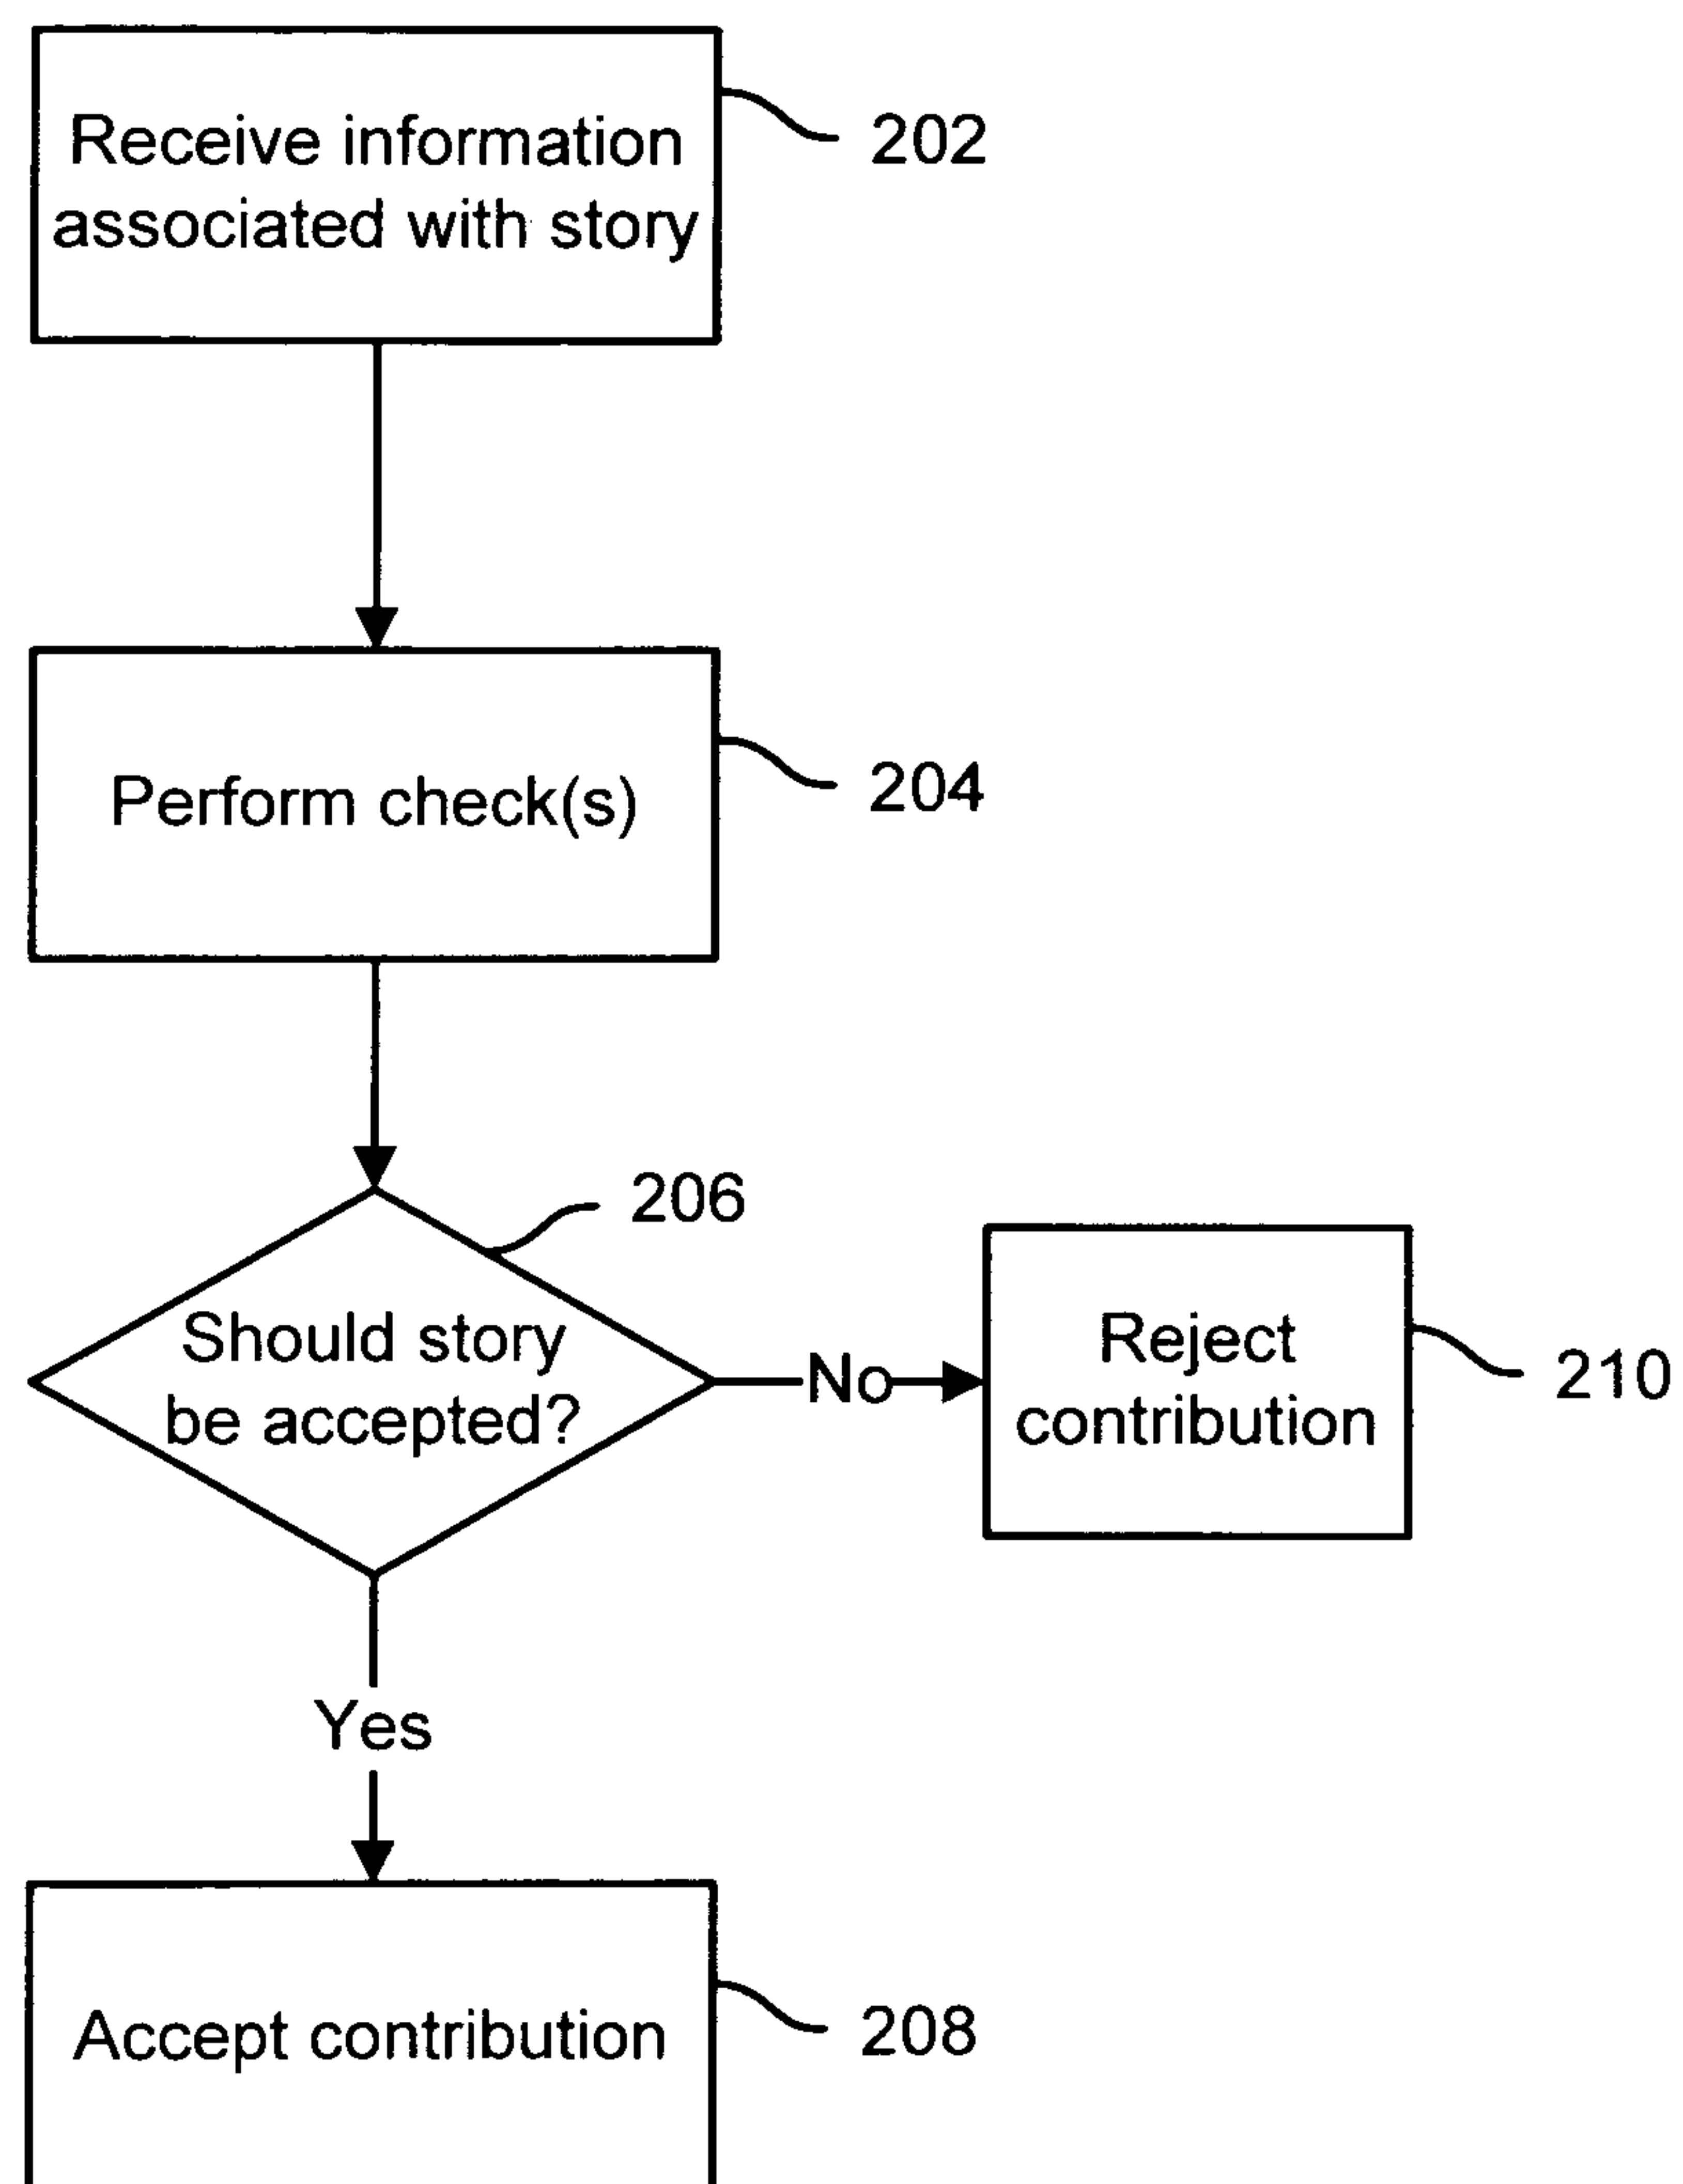 Receive information
associated with story
202
Perform check(s)
204
206
Should story
be accepted?
No
Reject
contribution
210
Yes
Accept contribution
208